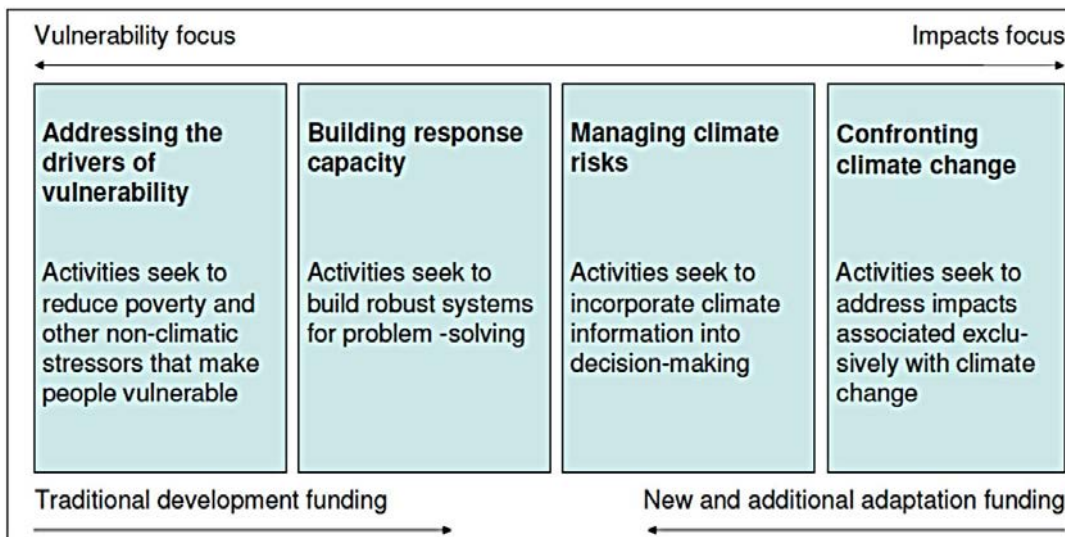 Vulnerability focus
Impacts focus
Addressing the
drivers of
vulnerability
Activities seek to
reduce poverty and
other non-climatic
stressors that make
people vulnerable
Building response
capacity
Activities seek to
build robust systems
for problem -solving
Managing climate
risks
Activities seek to
incorporate climate
information into
decision-making
Confronting
climate change
Activities seek to
address impacts
associated exclu-
sively with climate
change
Traditional development funding
New and additional adaptation funding